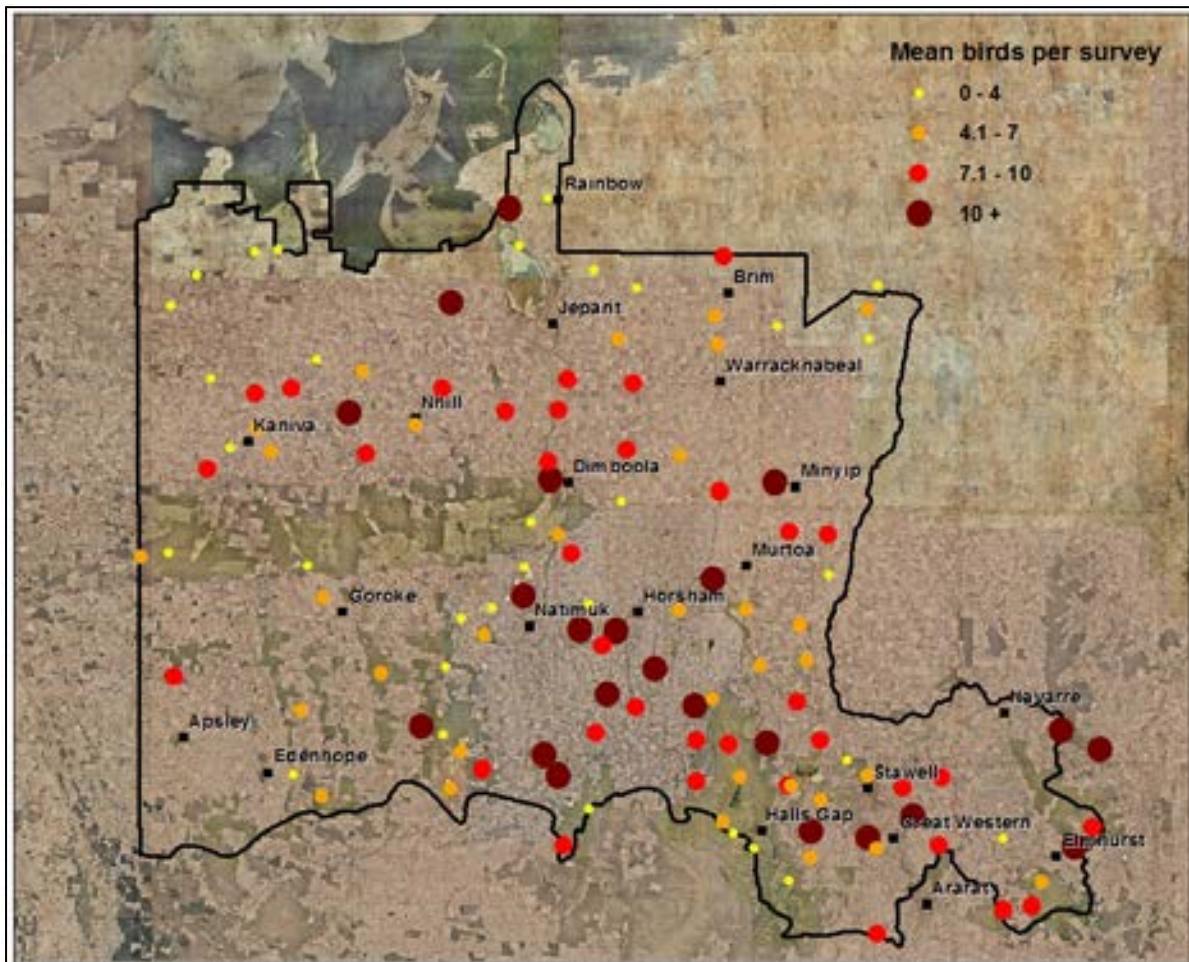 Mean birds per survey
0 - 4
4.1 - 7
7.1 - 10
10 +
Rainbow
Brim
Jeparit
Warracknabeal
Nhill
Kaniva
Dimboola
Minyip
Murtoa
Goroke
Natimuk
Horsham
Navarre
Apsley
Edenhope
Stawell
Halls Gap
Great Western
Elmhurst
Ararat